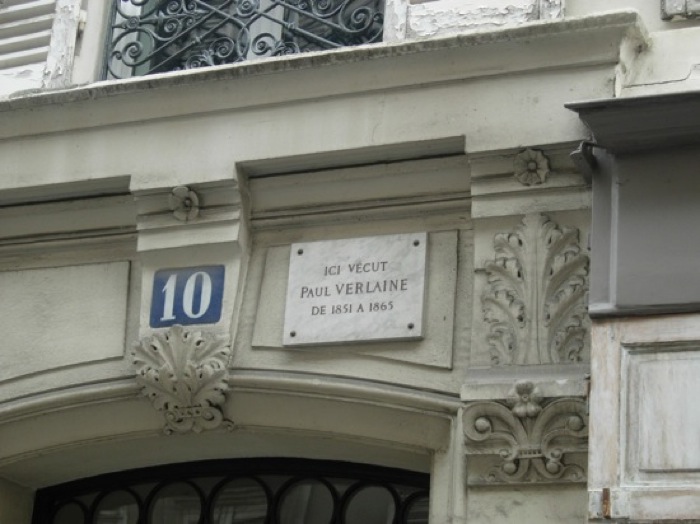 10
ICI VÉCUT
PAUL VERLAINE
DE 1851 A 1865